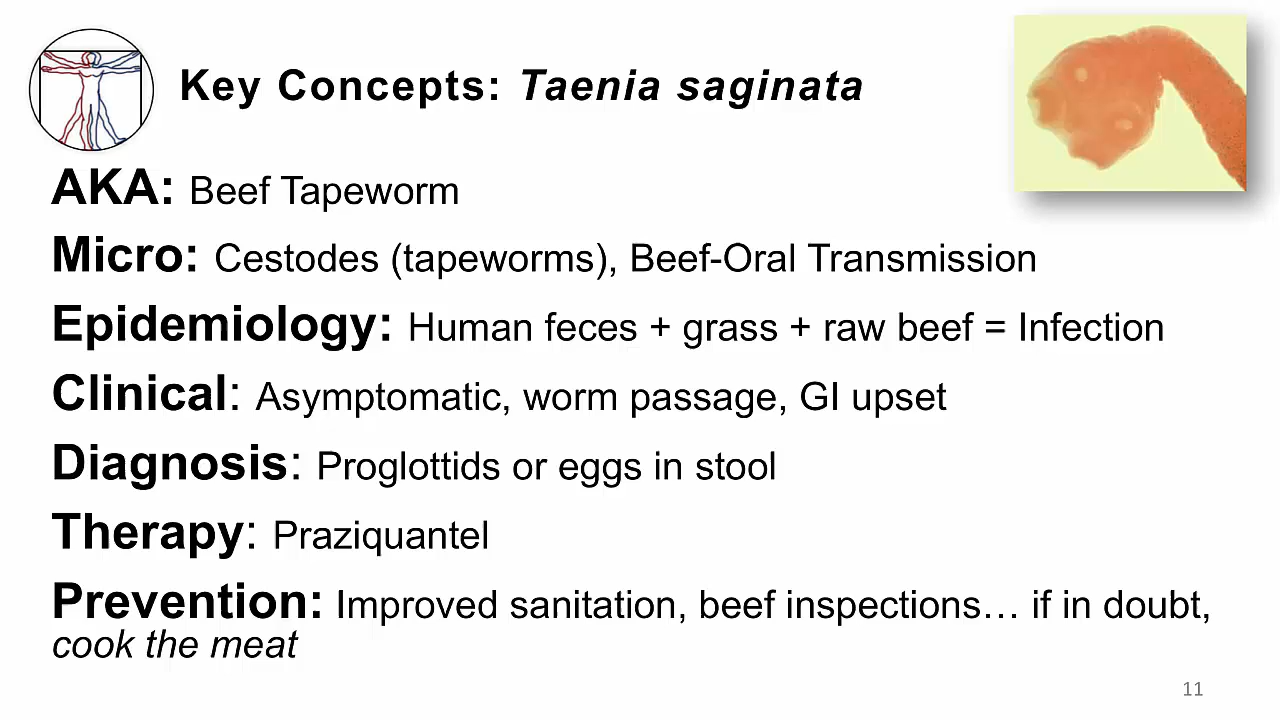 Key Concepts: Taenia saginata
AKA: Beef Tapeworm
Micro: Cestodes (tapeworms), Beef-Oral Transmission
Epidemiology: Human feces + grass + raw beef = Infection
Clinical: Asymptomatic, worm passage, GI upset
Diagnosis: Proglottids or eggs in stool
Therapy: Praziquantel
Prevention: Improved sanitation, beef inspections… if in doubt,
cook the meat
11